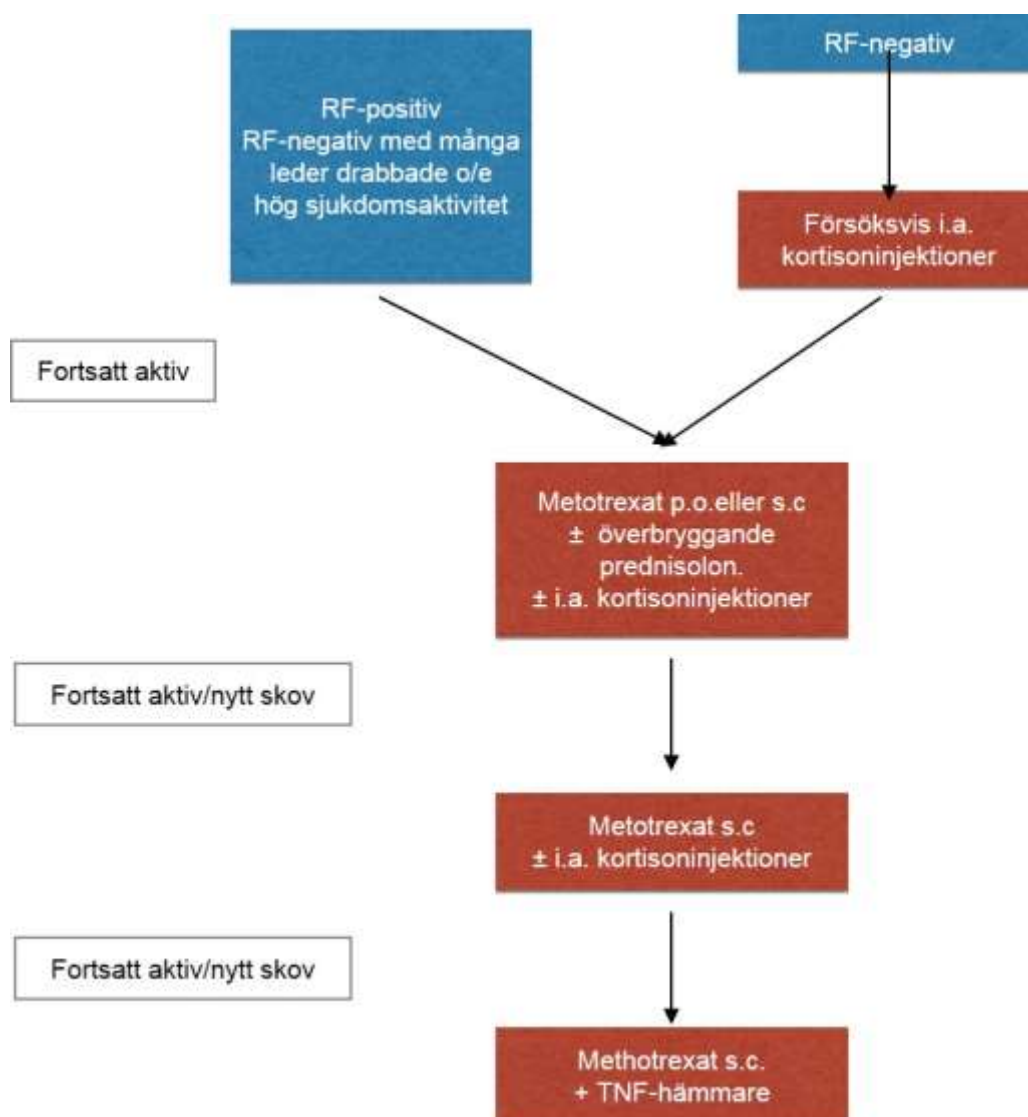 RF-positiv
RF-negativ med många
leder drabbade o/e
hög sjukdomsaktivitet
RF-negativ
Försöksvis i.a.
kortisoninjektioner
Fortsatt aktiv
Metotrexat p.o.eller s.c
± överbryggande
prednisolon.
± i.a. kortisoninjektioner
Fortsatt aktiv/nytt skov
Metotrexat s.c
± i.a. kortisoninjektioner
Fortsatt aktiv/nytt skov
Methotrexat s.c.
+ TNF-hämmare